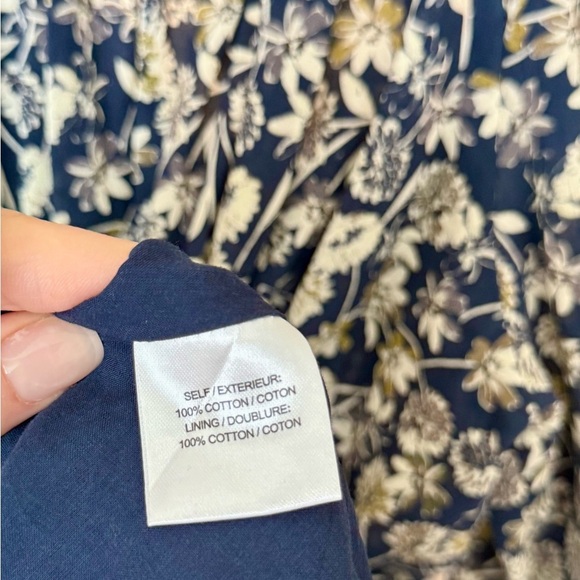 SELF / EXTERIEUR:
100% COTTON / COTON
LINING / DOUBLURE:
100% COTTON / COTON